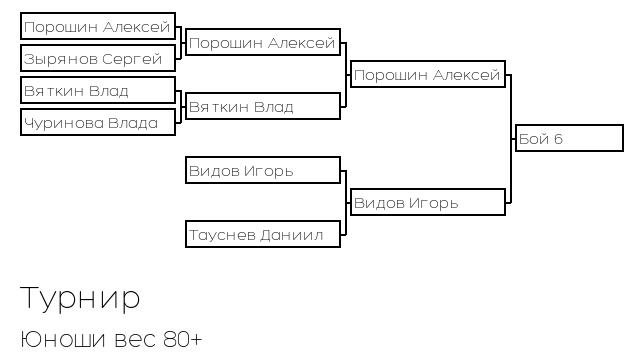 Порошин Алексей
Зырянов Сергей
Вяткин Влад
Чуринова Влада
Порошин Алексей
Вяткин Влад
Видов Игорь
Тауснев Даниил
Порошин Алексей
Видов Игорь
Бой 6
Турнир
Юноши вес 80+